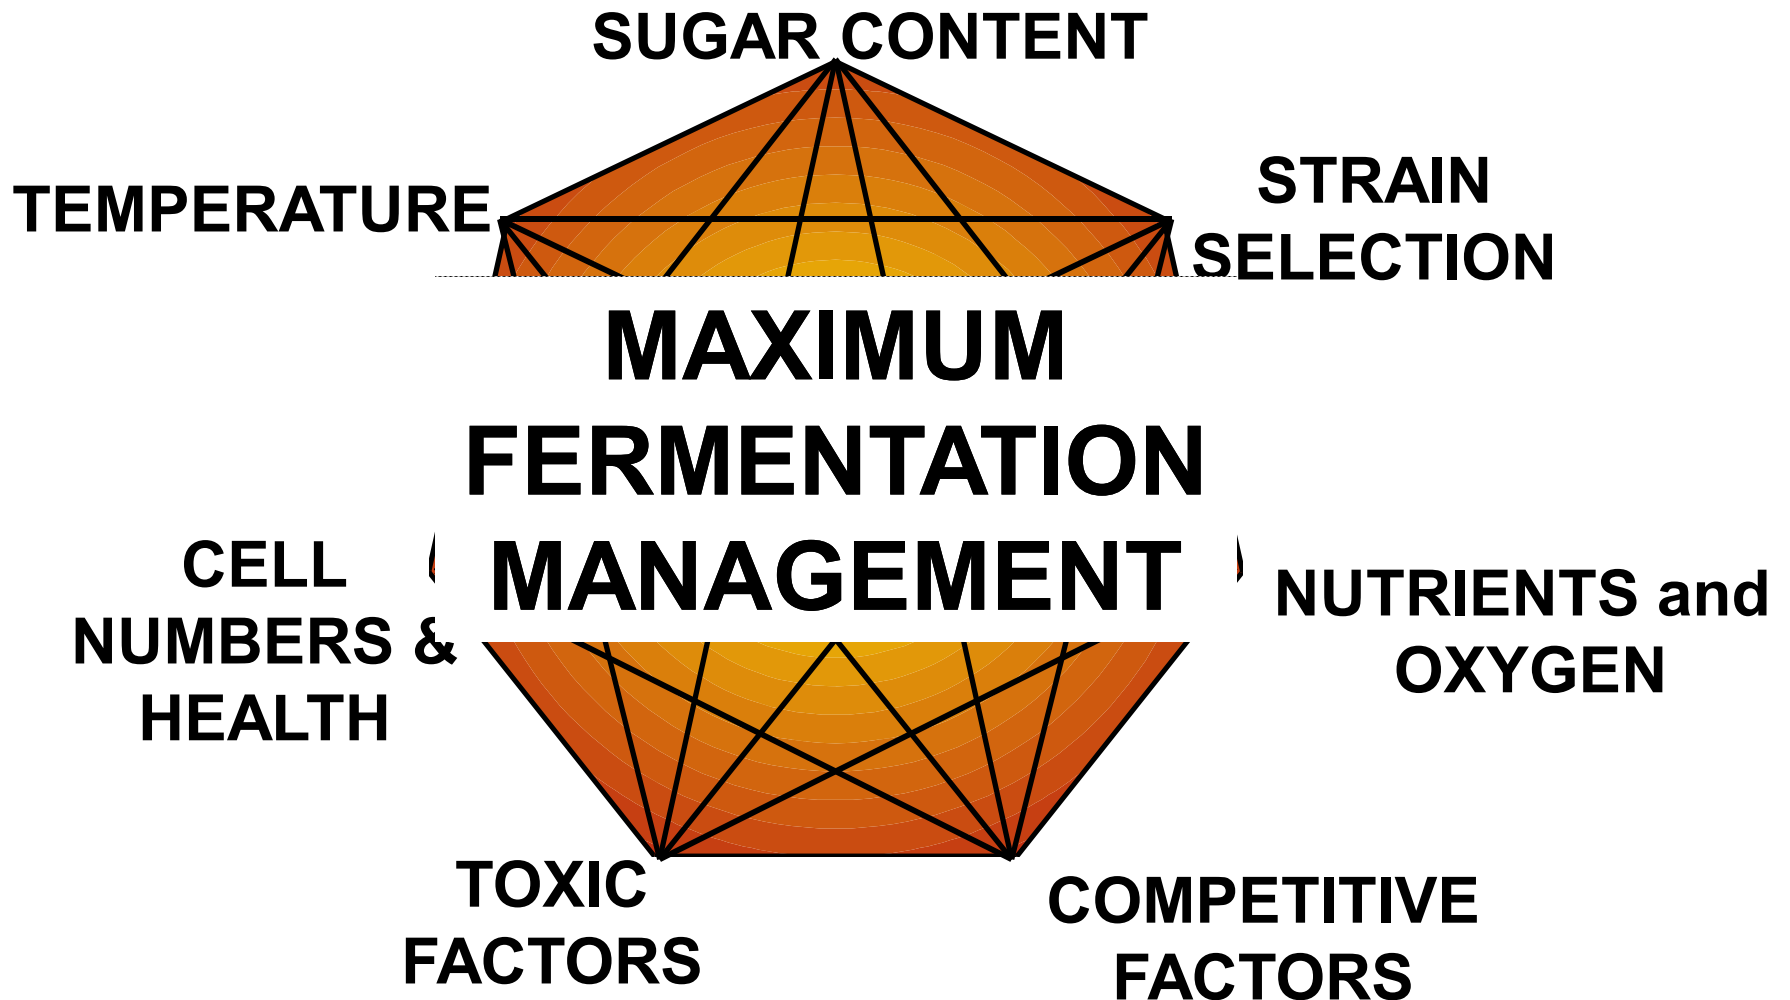 SUGAR CONTENT
TEMPERATURE
STRAIN
SELECTION
MAXIMUM
FERMENTATION
MANAGEMENT
CELL
NUMBERS &
HEALTH
NUTRIENTS and
OXYGEN
TOXIC
FACTORS
COMPETITIVE
FACTORS